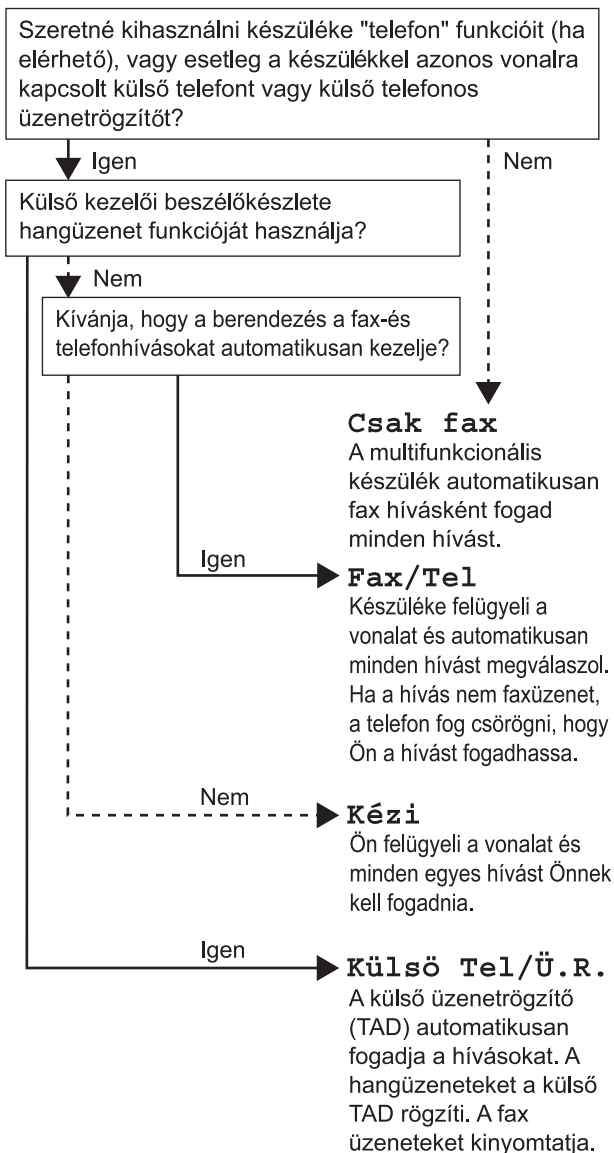 Szeretné kihasználni készüléke "telefon" funkcióit (ha
elérhető), vagy esetleg a készülékkel azonos vonalra
kapcsolt külső telefont vagy külső telefonos
üzenetrögzítőt?
Igen
Nem
Külső kezelői beszélőkészlete
hangüzenet funkcióját használja?
Nem
Kívánja, hogy a berendezés a fax-és
telefonhívásokat automatikusan kezelje?
Csak fax
A multifunkcionális
készülék automatikusan
fax hívásként fogad
minden hívást.
Igen
Fax/Tel
Készüléke felügyeli a
vonalat és automatikusan
minden hívást megválaszol.
Ha a hívás nem faxüzenet,
a telefon fog csörögni, hogy
Ön a hívást fogadhassa.
Nem
Kézi
Ön felügyeli a vonalat és
minden egyes hívást Önnek
kell fogadnia.
Igen
Külsö Tel/Ü.R.
A külső üzenetrögzítő
(TAD) automatikusan
fogadja a hívásokat. A
hangüzeneteket a külső
TAD rögzíti. A fax
üzeneteket kinyomtatja.